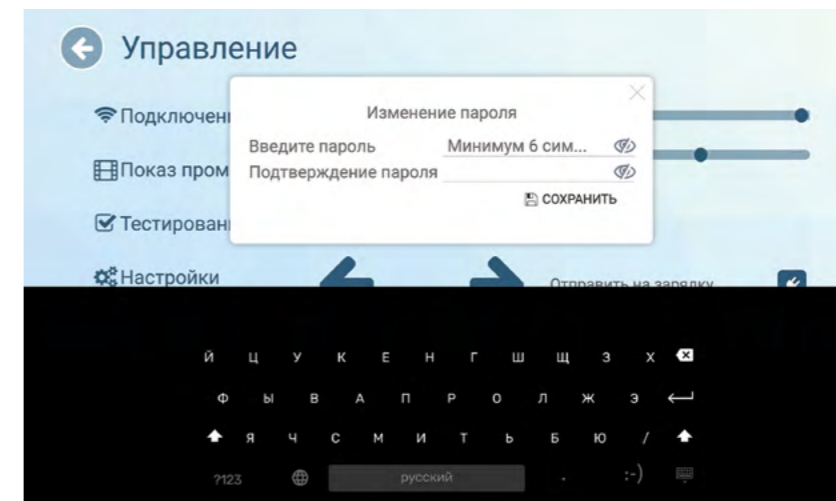 Управление
Подключени
Изменение пароля
Введите пароль Минимум 6 сим...
Показ пром
Подтверждение пароля
СОХРАНИТЬ
Тестировани
Настройки
Отправить на зарядку
Й Ц У К Е Н Г Ш Щ З Х
Ф Ы В А П Р О Л Ж Э
Я Ч С М И Т Ь Б Ю /
?123 русский . :-)